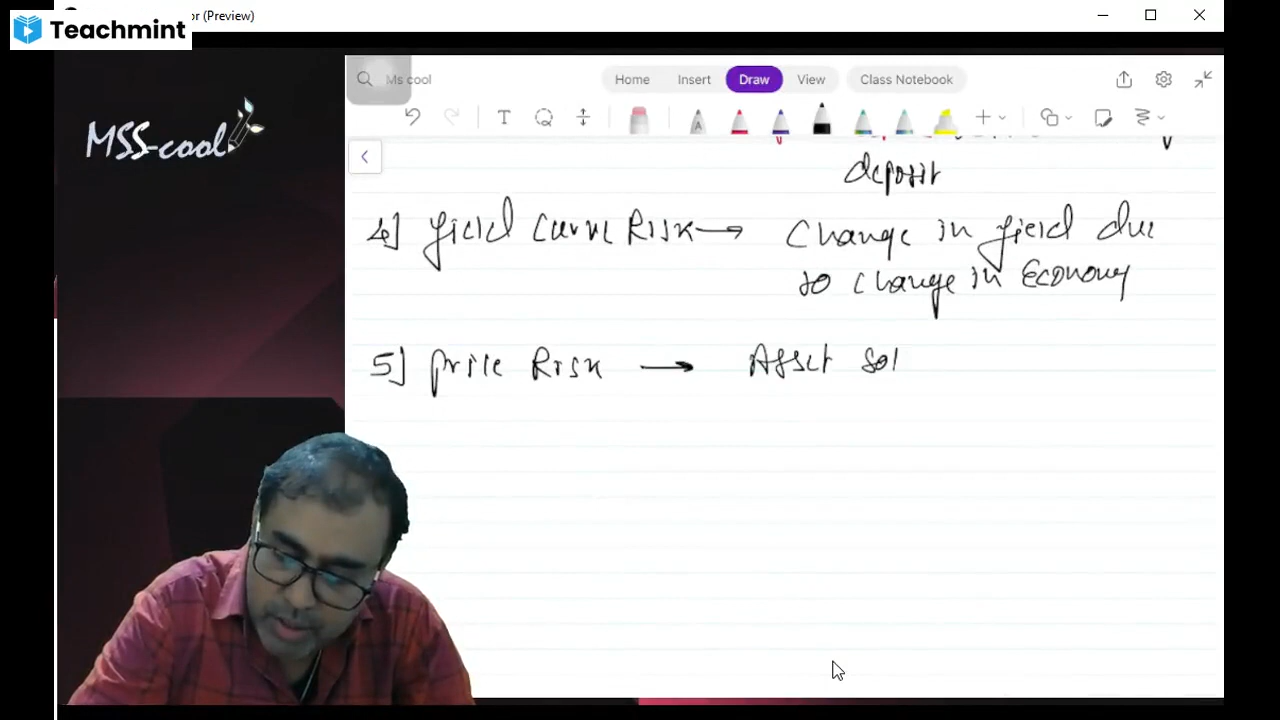 Teachmint
or (Preview)
MSS-cool
Ms cool
Home Insert Draw View Class Notebook
deposit
4] Yield Curve Risk → Change in yield due
to change in Economy
5] Price Risk → Asset sol